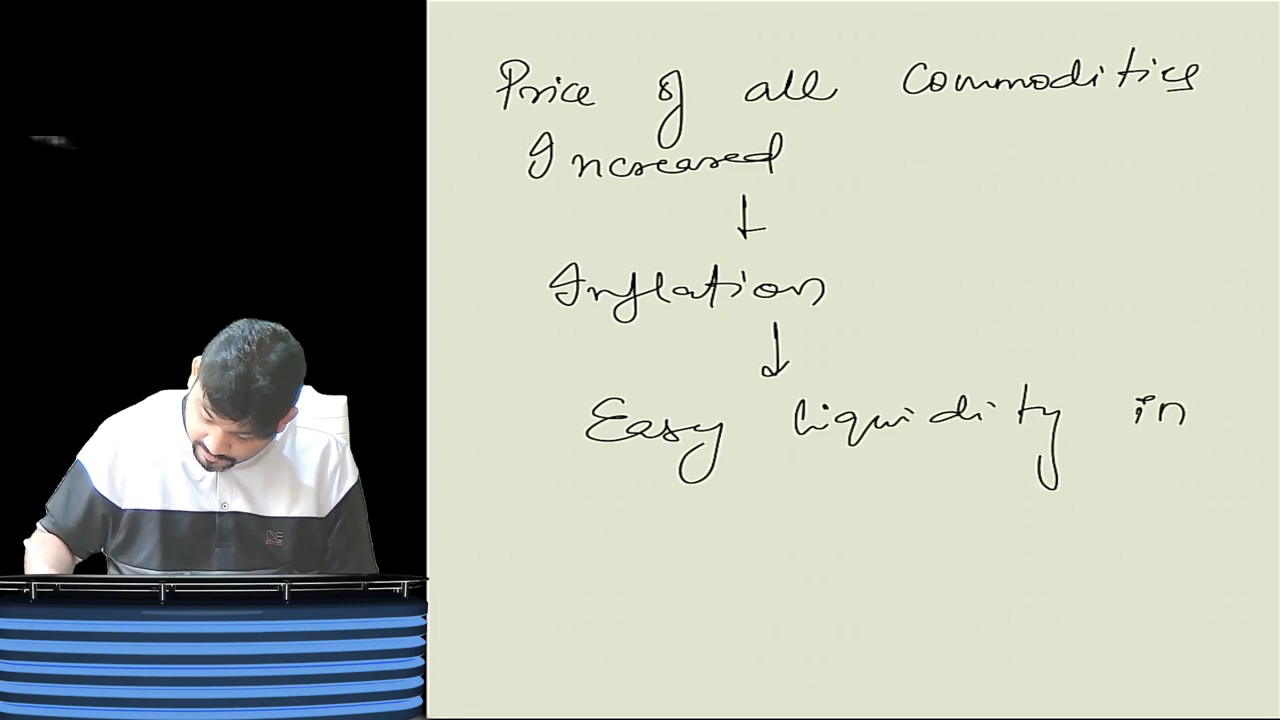 Price of all commodities
Increased
↓
Inflation
↓
Easy liquidity in